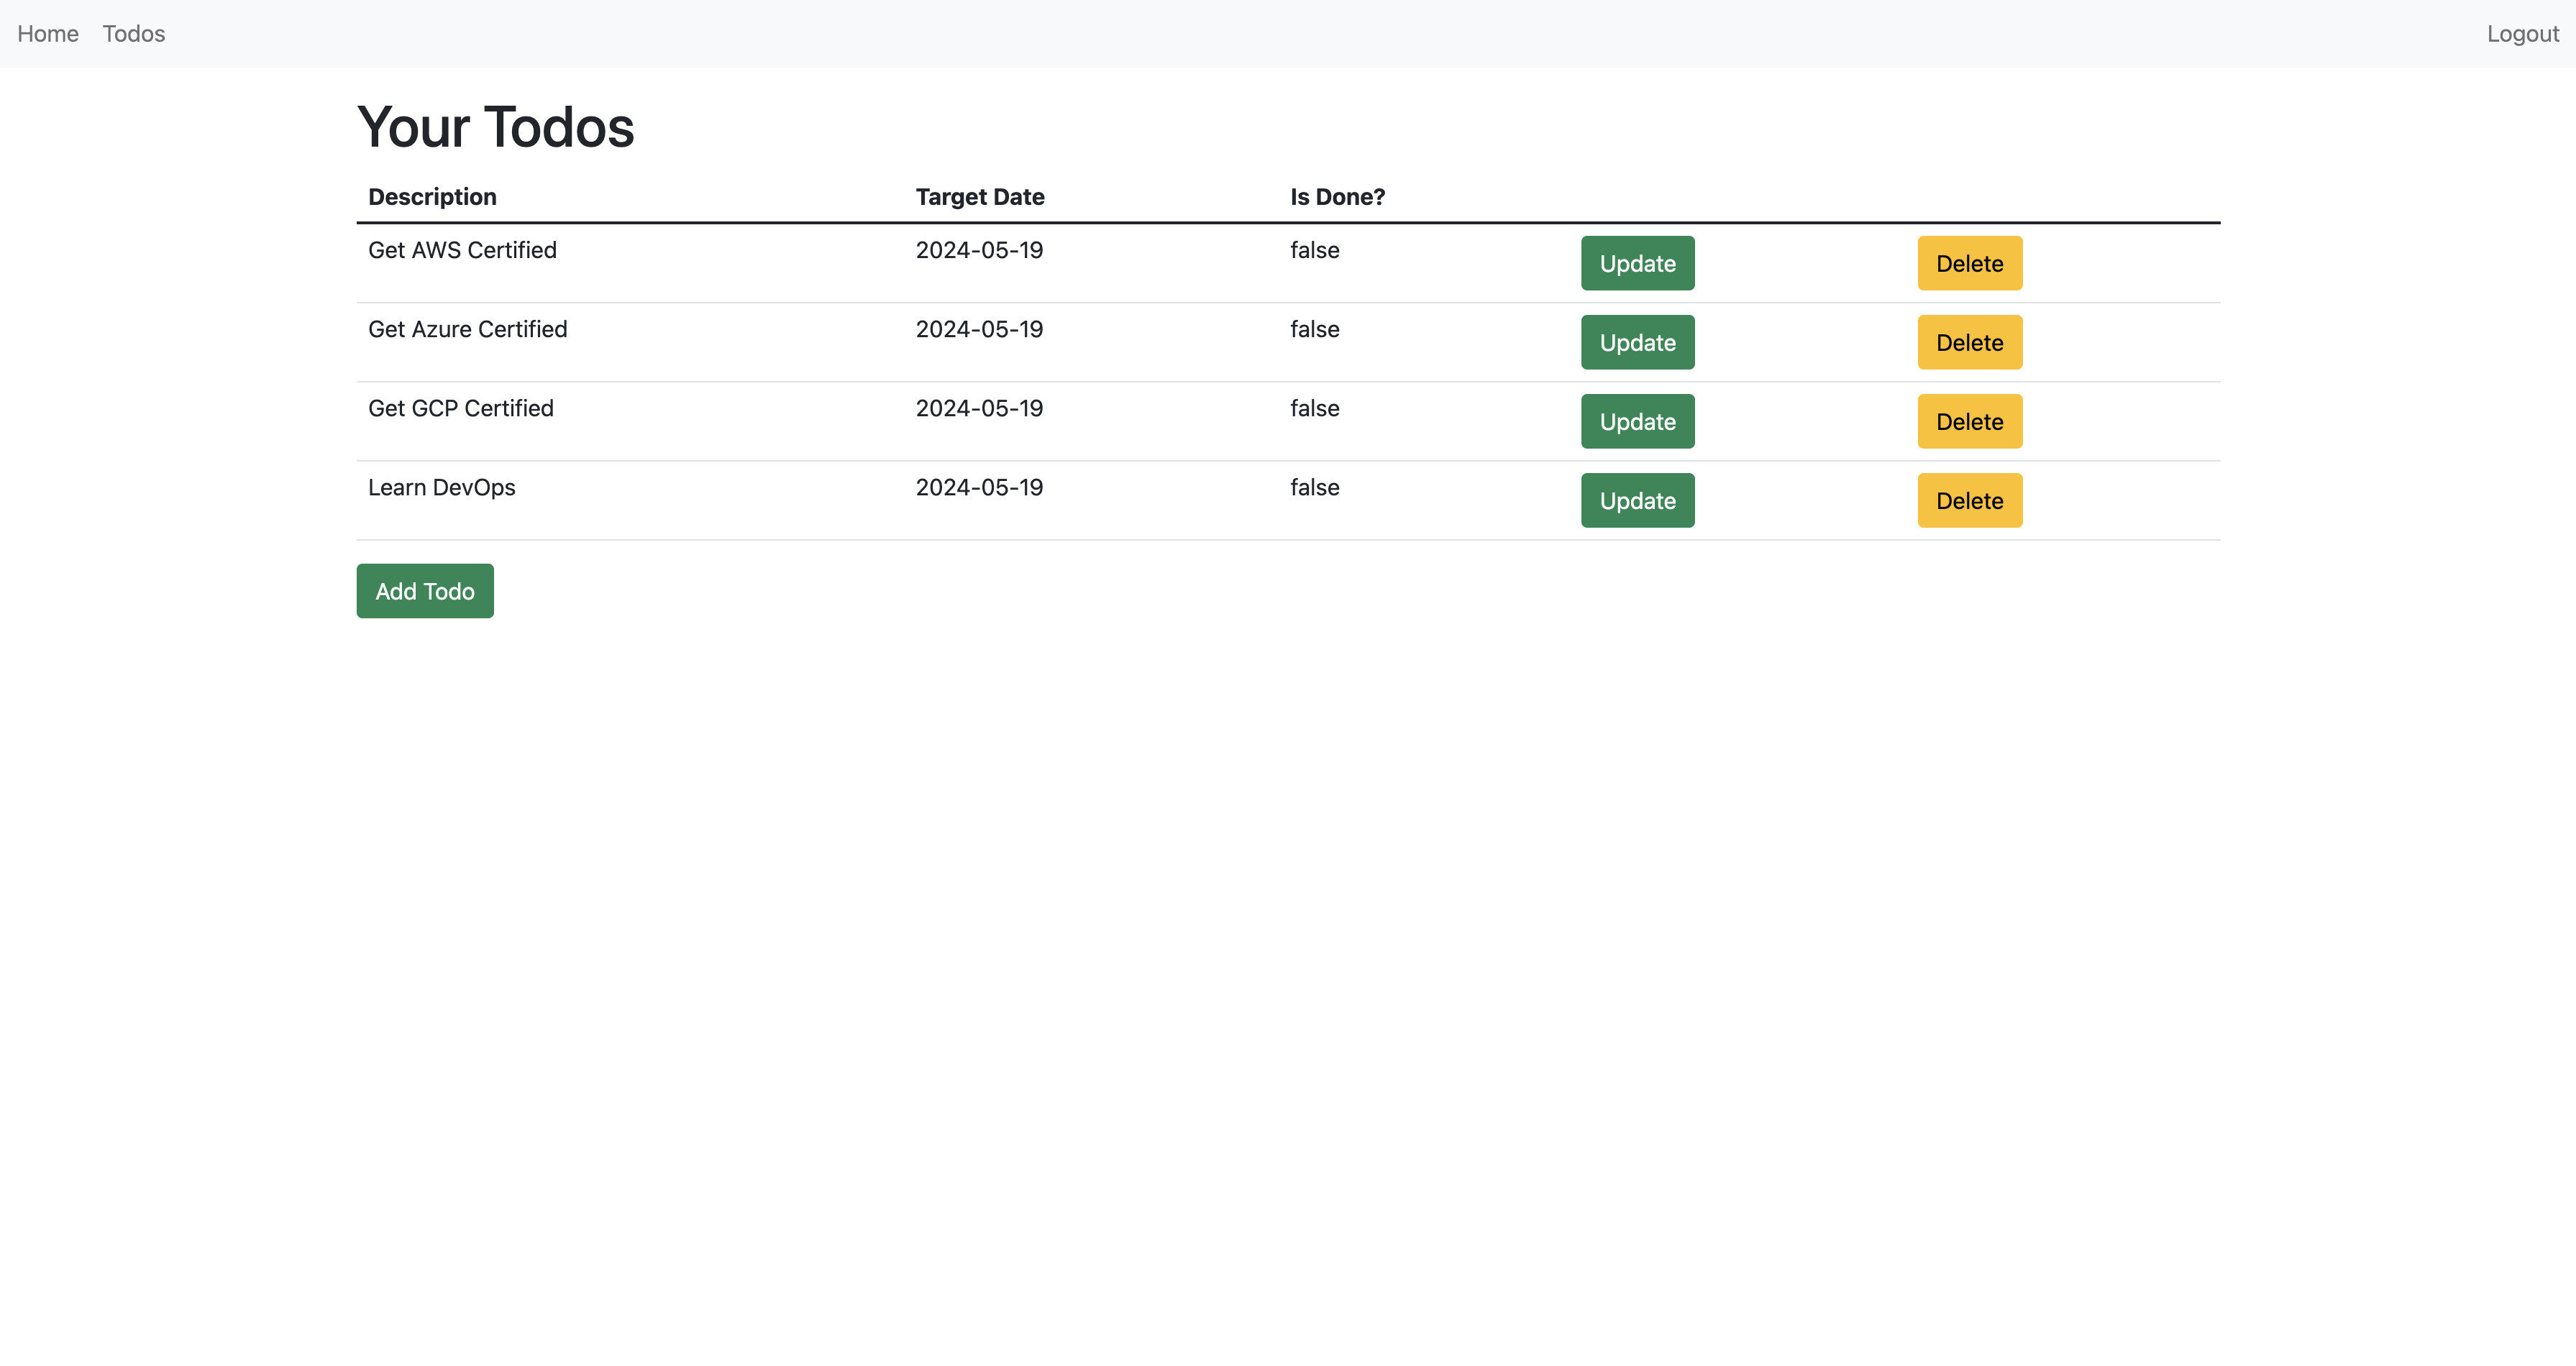 Home Todos Logout
Your Todos
Description Target Date Is Done?
Get AWS Certified 2024-05-19 false Update Delete
Get Azure Certified 2024-05-19 false Update Delete
Get GCP Certified 2024-05-19 false Update Delete
Learn DevOps 2024-05-19 false Update Delete
Add Todo